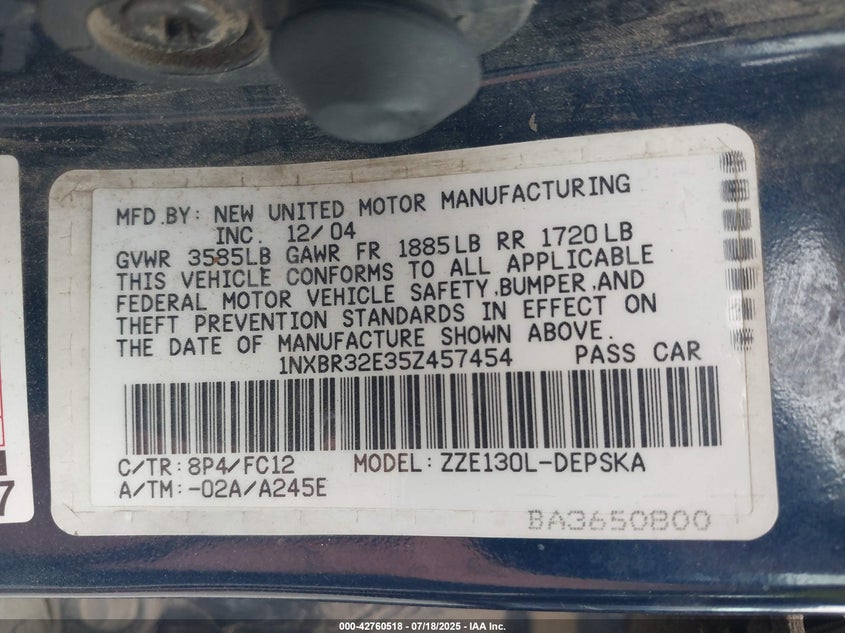 MFD.BY: NEW UNITED MOTOR MANUFACTURING
INC. 12/04
GVWR 3585LB GAWR FR 1885LB RR 1720LB
THIS VEHICLE CONFORMS TO ALL APPLICABLE
FEDERAL MOTOR VEHICLE SAFETY,BUMPER,AND
THEFT PREVENTION STANDARDS IN EFFECT ON
THE DATE OF MANUFACTURE SHOWN ABOVE.
1NXBR32E35Z457454 PASS CAR
C/TR: 8P4/FC12 MODEL: ZZE130L-DEPSKA
A/TM: -02A/A245E
BA3650800
7
000-42760518 - 07/18/2025 - IAA Inc.